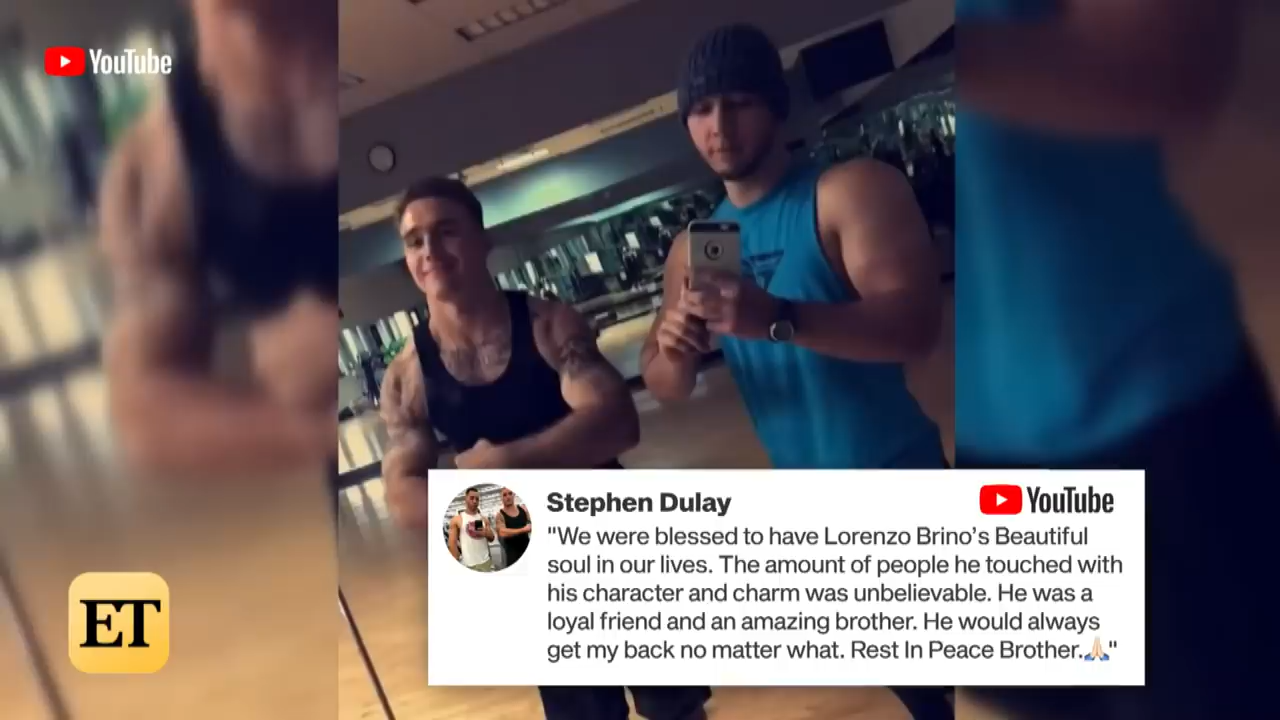 YouTube
Stephen Dulay
YouTube
"We were blessed to have Lorenzo Brino’s Beautiful
soul in our lives. The amount of people he touched with
his character and charm was unbelievable. He was a
loyal friend and an amazing brother. He would always
get my back no matter what. Rest In Peace Brother.🙏🏻"
ET